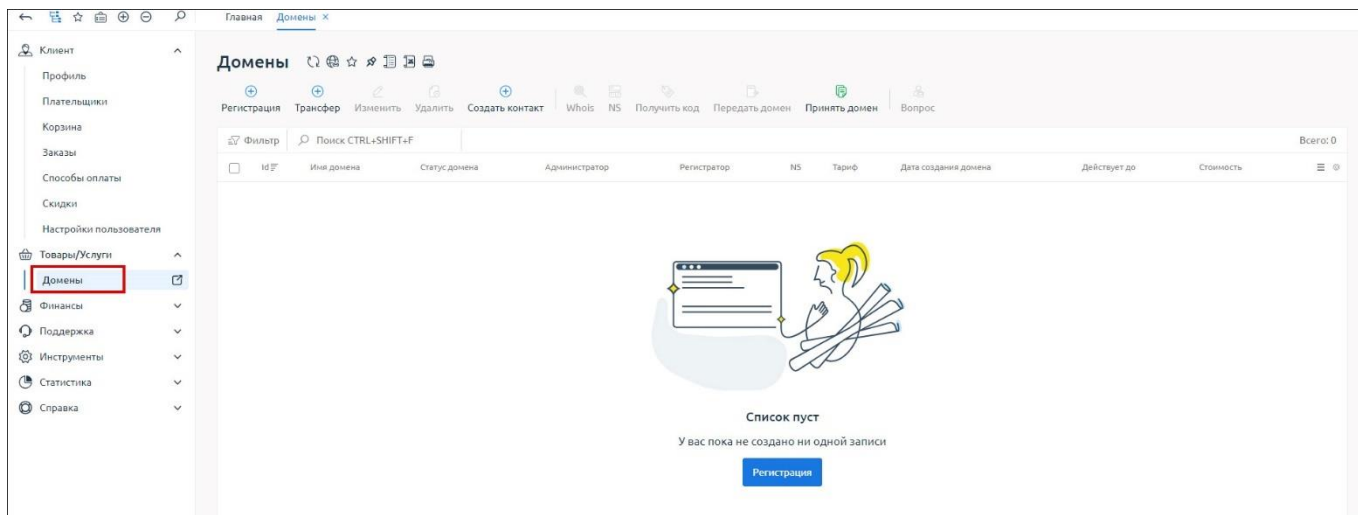 Главная Домены ×
Клиент
Профиль
Плательщики
Корзина
Заказы
Способы оплаты
Скидки
Настройки пользователя
Товары/Услуги
Домены
Финансы
Поддержка
Инструменты
Статистика
Справка
Домены
Регистрация Трансфер Изменить Удалить Создать контакт Whois NS Получить код Передать домен Принять домен Вопрос
Фильтр Поиск CTRL+SHIFT+F Всего: 0
Id Имя домена Статус домена Администратор Регистратор NS Тариф Дата создания домена Действует до Стоимость
Список пуст
У вас пока не создано ни одной записи
Регистрация